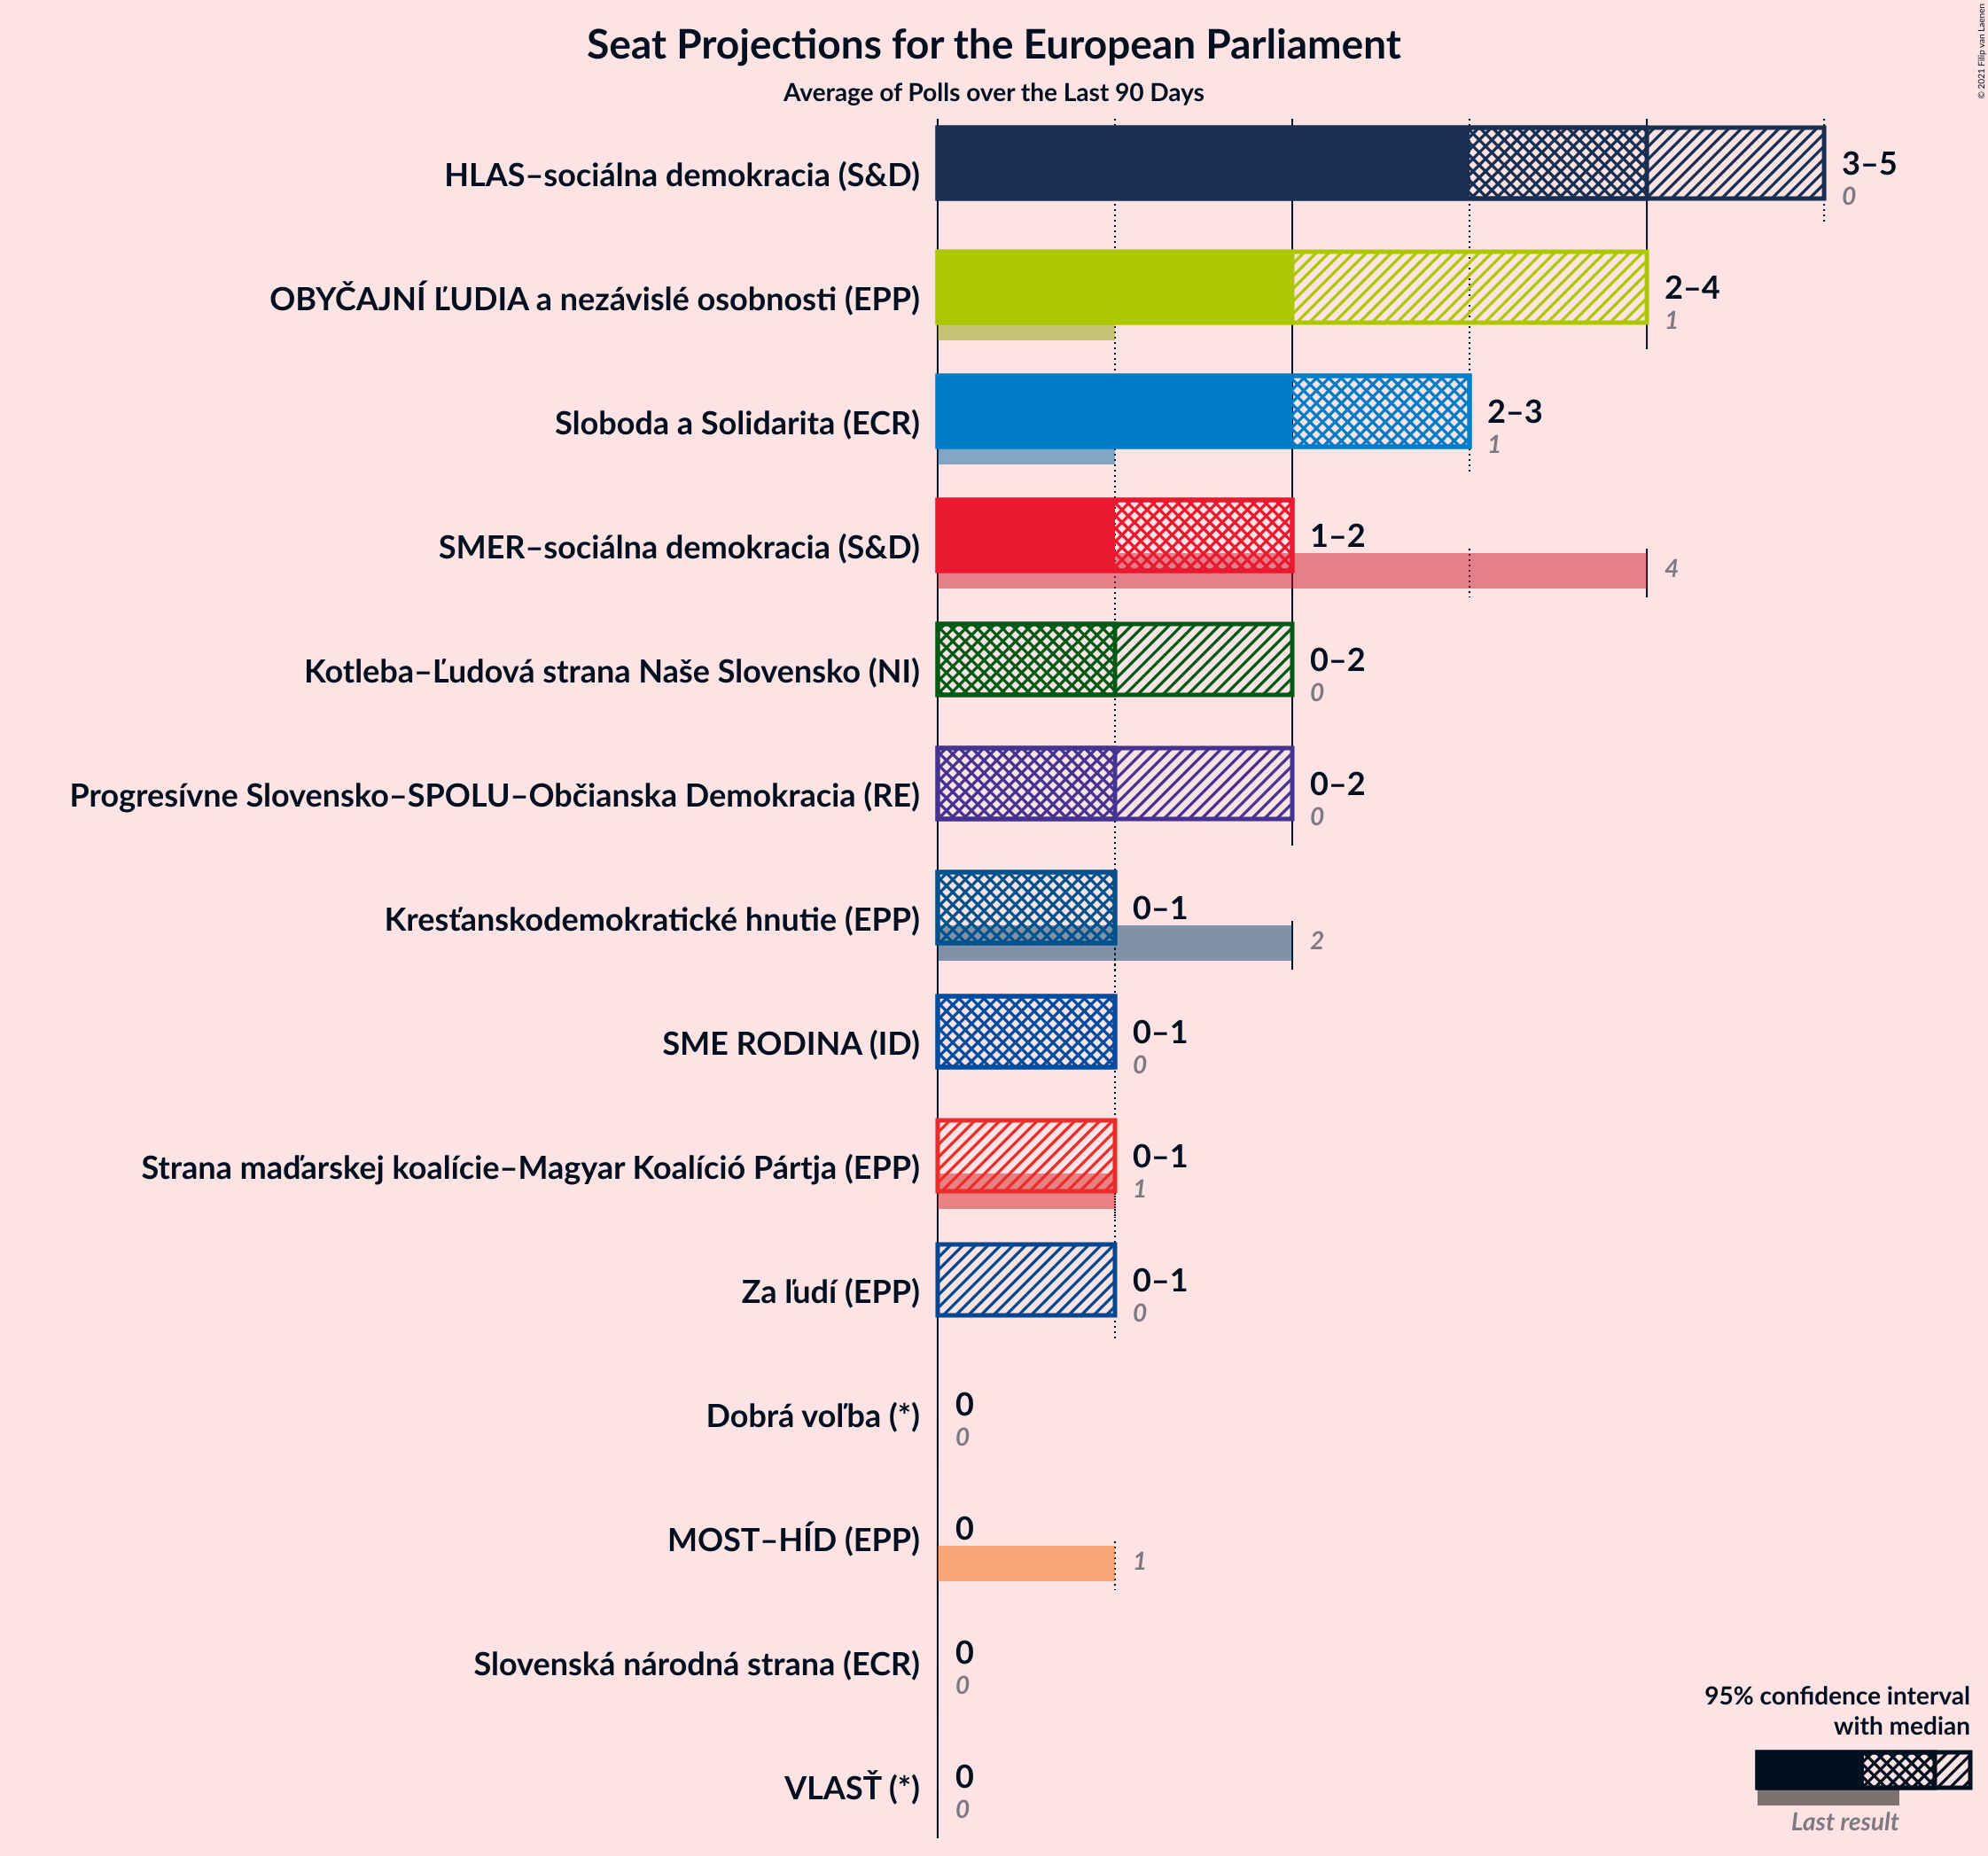 Seat Projections for the European Parliament
Average of Polls over the Last 90 Days
© 2021 Filip van Laenen
HLAS–sociálna demokracia (S&D)
3–5
0
OBYČAJNÍ ĽUDIA a nezávislé osobnosti (EPP)
2–4
1
Sloboda a Solidarita (ECR)
2–3
1
SMER–sociálna demokracia (S&D)
1–2
4
Kotleba–Ľudová strana Naše Slovensko (NI)
0–2
0
Progresívne Slovensko–SPOLU–Občianska Demokracia (RE)
0–2
0
Kresťanskodemokratické hnutie (EPP)
0–1
2
SME RODINA (ID)
0–1
0
Strana maďarskej koalície–Magyar Koalíció Pártja (EPP)
0–1
1
Za ľudí (EPP)
0–1
0
Dobrá voľba (*)
0
0
MOST–HÍD (EPP)
0
1
Slovenská národná strana (ECR)
0
0
VLASŤ (*)
0
0
95% confidence interval
with median
Last result